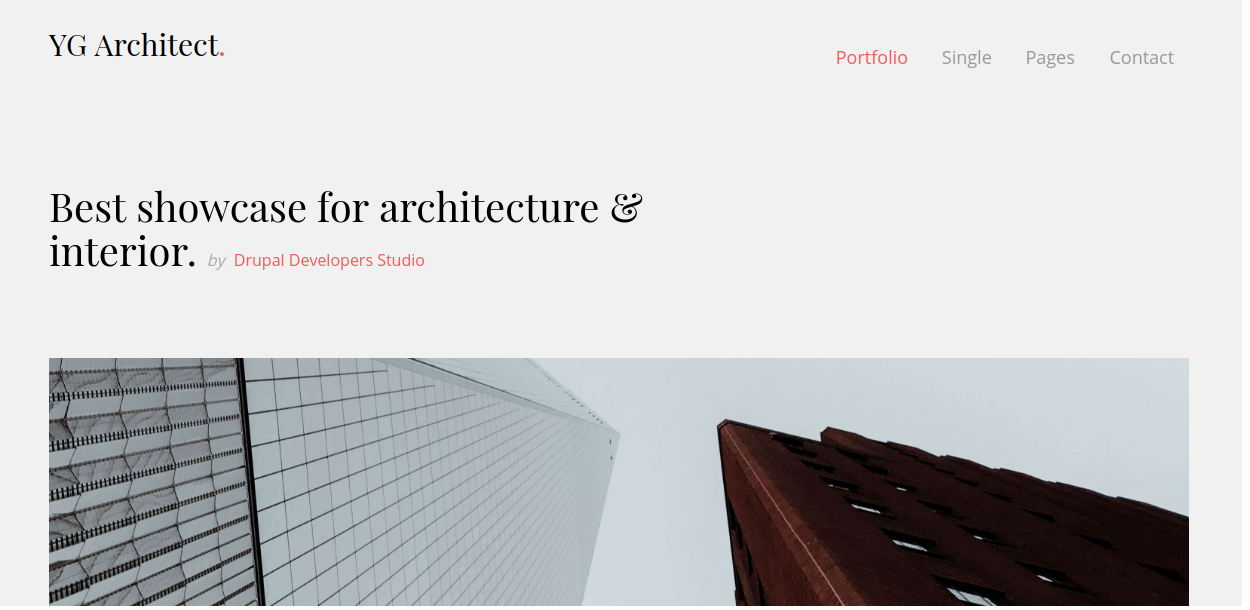 YG Architect.
Portfolio Single Pages Contact
Best showcase for architecture &
interior. by Drupal Developers Studio